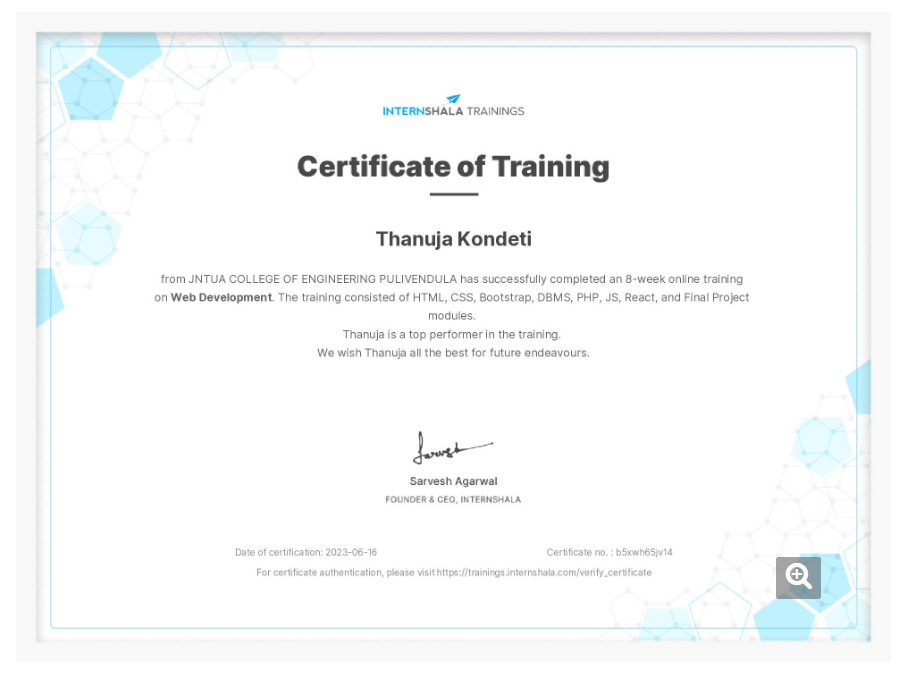 INTERNSHALA TRAININGS
Certificate of Training
Thanuja Kondeti
from JNTUA COLLEGE OF ENGINEERING PULIVENDULA has successfully completed an 8-week online training
on Web Development. The training consisted of HTML, CSS, Bootstrap, DBMS, PHP, JS, React, and Final Project
modules.
Thanuja is a top performer in the training.
We wish Thanuja all the best for future endeavours.
Sarvesh
Sarvesh Agarwal
FOUNDER & CEO, INTERNSHALA
Date of certification: 2023-06-16 Certificate no. : b5xwh65jv14
For certificate authentication, please visit https://trainings.internshala.com/verify_certificate